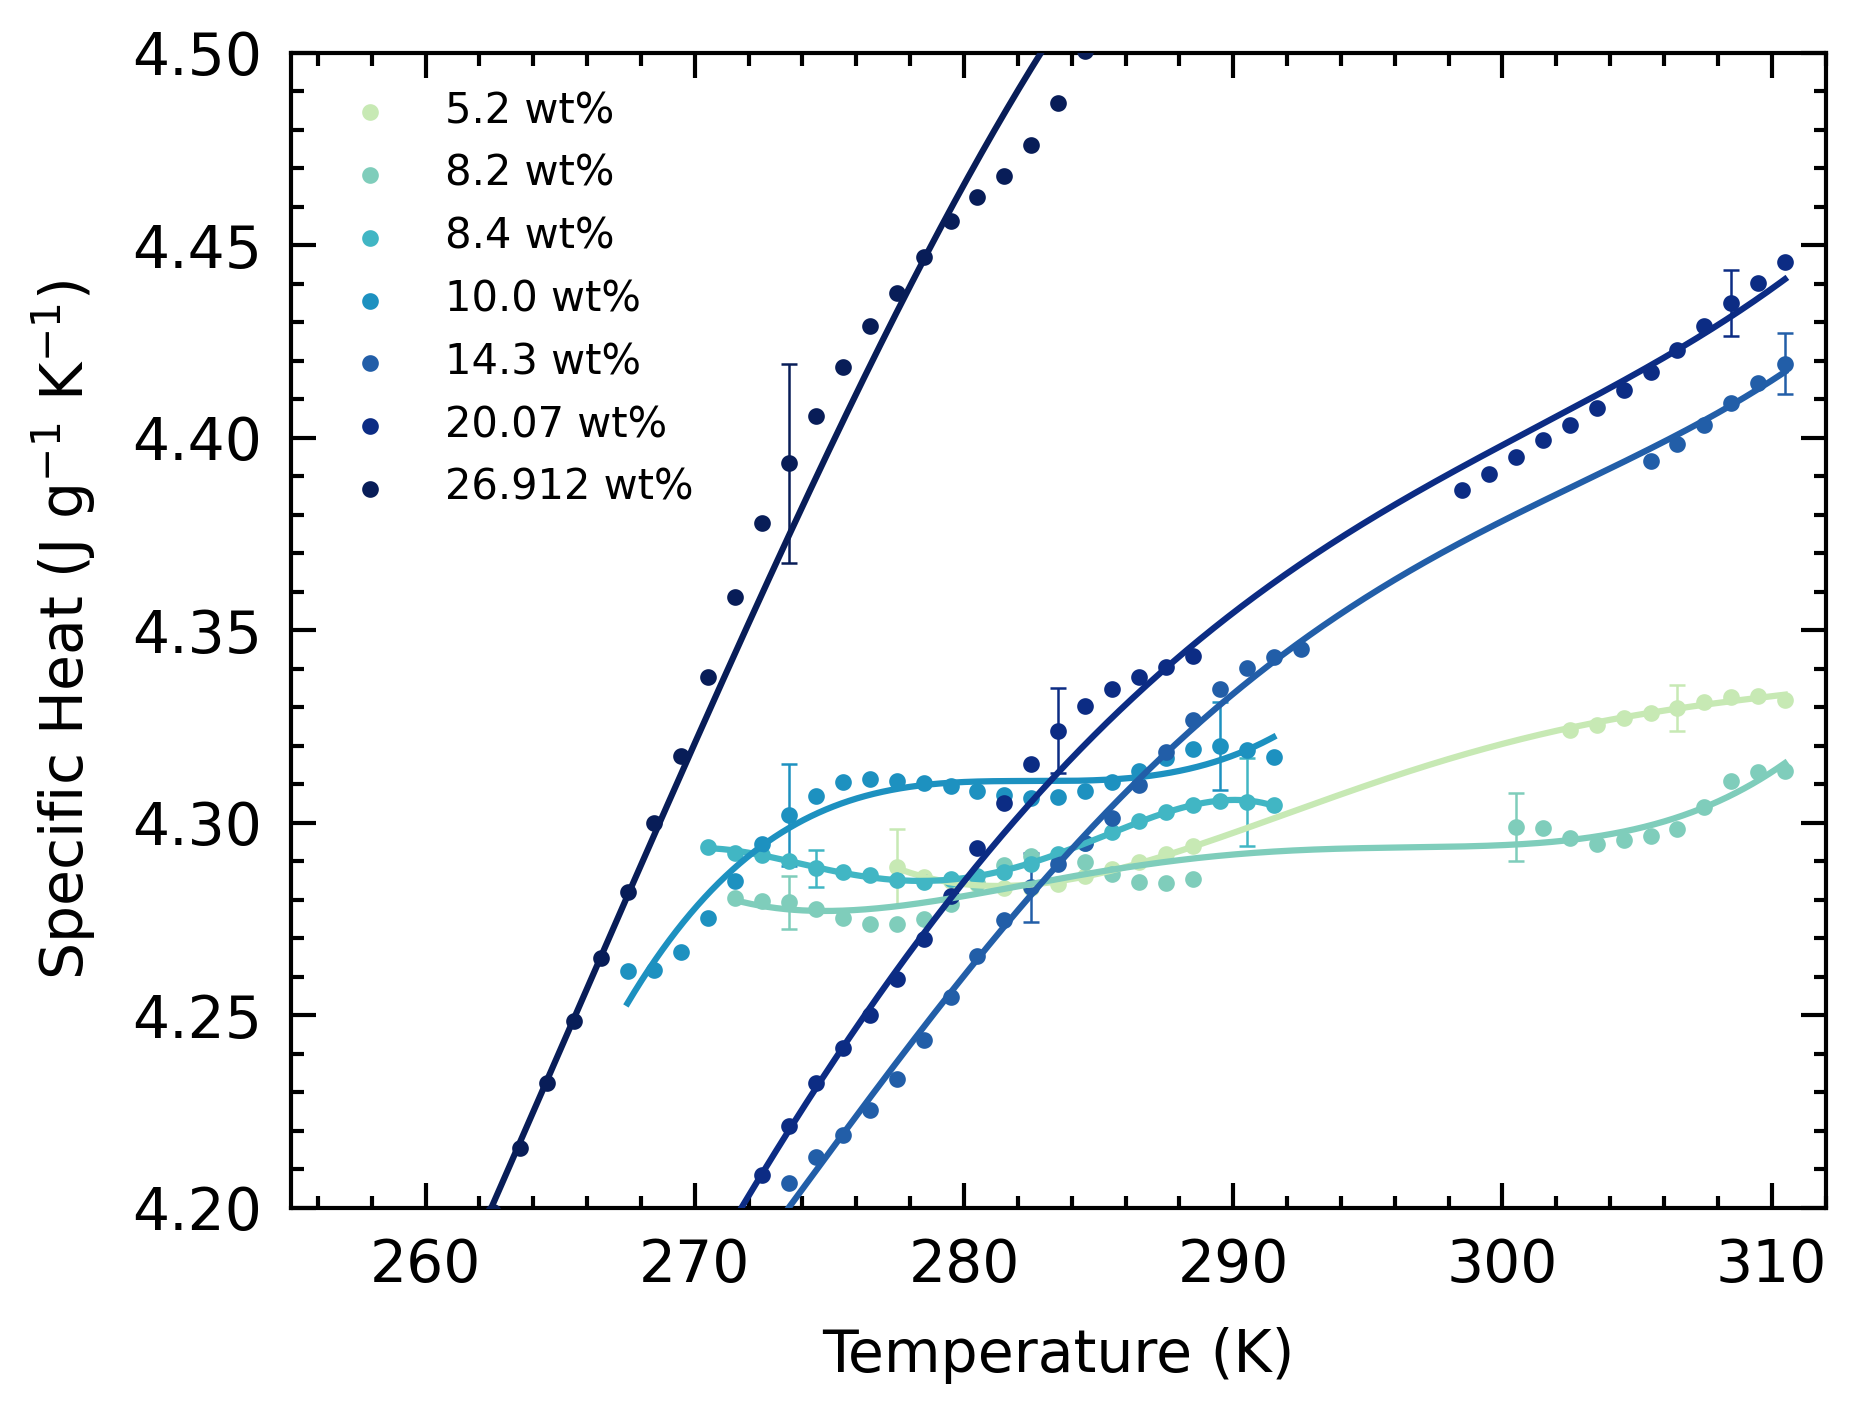 4.50
4.45
4.40
4.35
4.30
4.25
4.20
Specific Heat (J g⁻¹ K⁻¹)
5.2 wt%
8.2 wt%
8.4 wt%
10.0 wt%
14.3 wt%
20.07 wt%
26.912 wt%
260 270 280 290 300 310
Temperature (K)